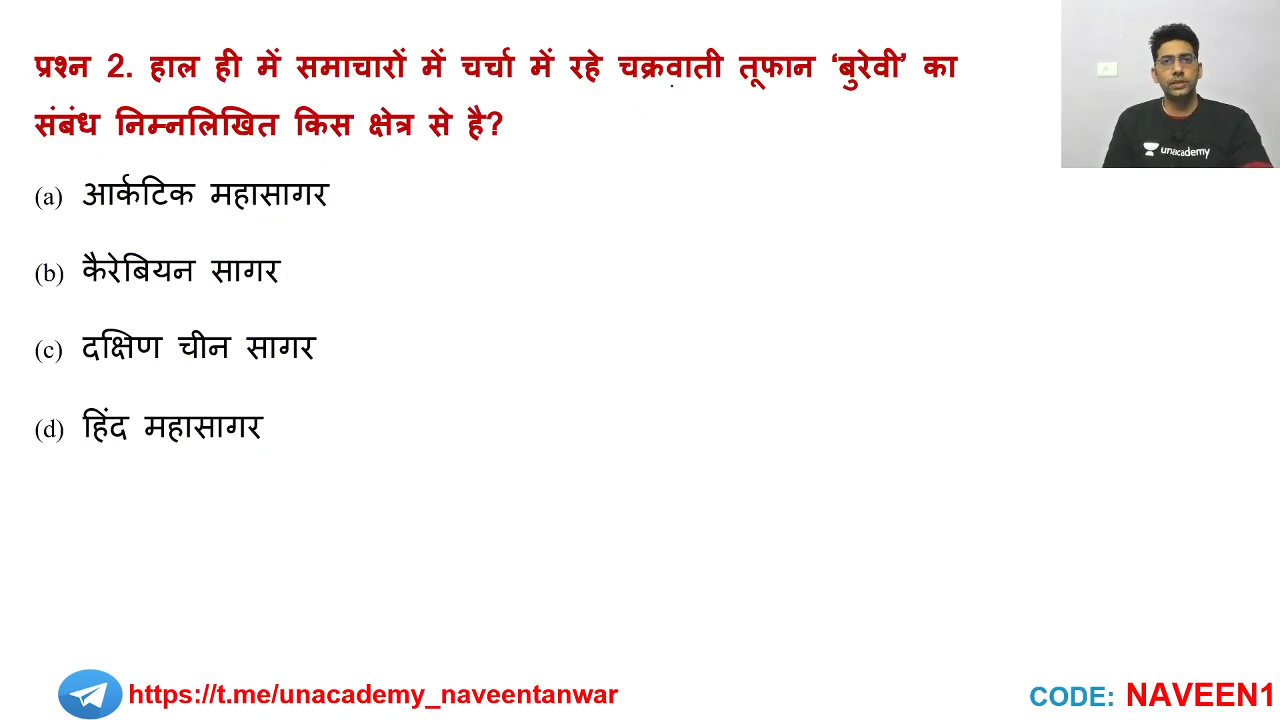 प्रश्न 2. हाल ही में समाचारों में चर्चा में रहे चक्रवाती तूफान ‘बुरेवी’ का
संबंध निम्नलिखित किस क्षेत्र से है?
unacademy
(a) आर्कटिक महासागर
(b) कैरेबियन सागर
(c) दक्षिण चीन सागर
(d) हिंद महासागर
https://t.me/unacademy_naveentanwar
CODE: NAVEEN1